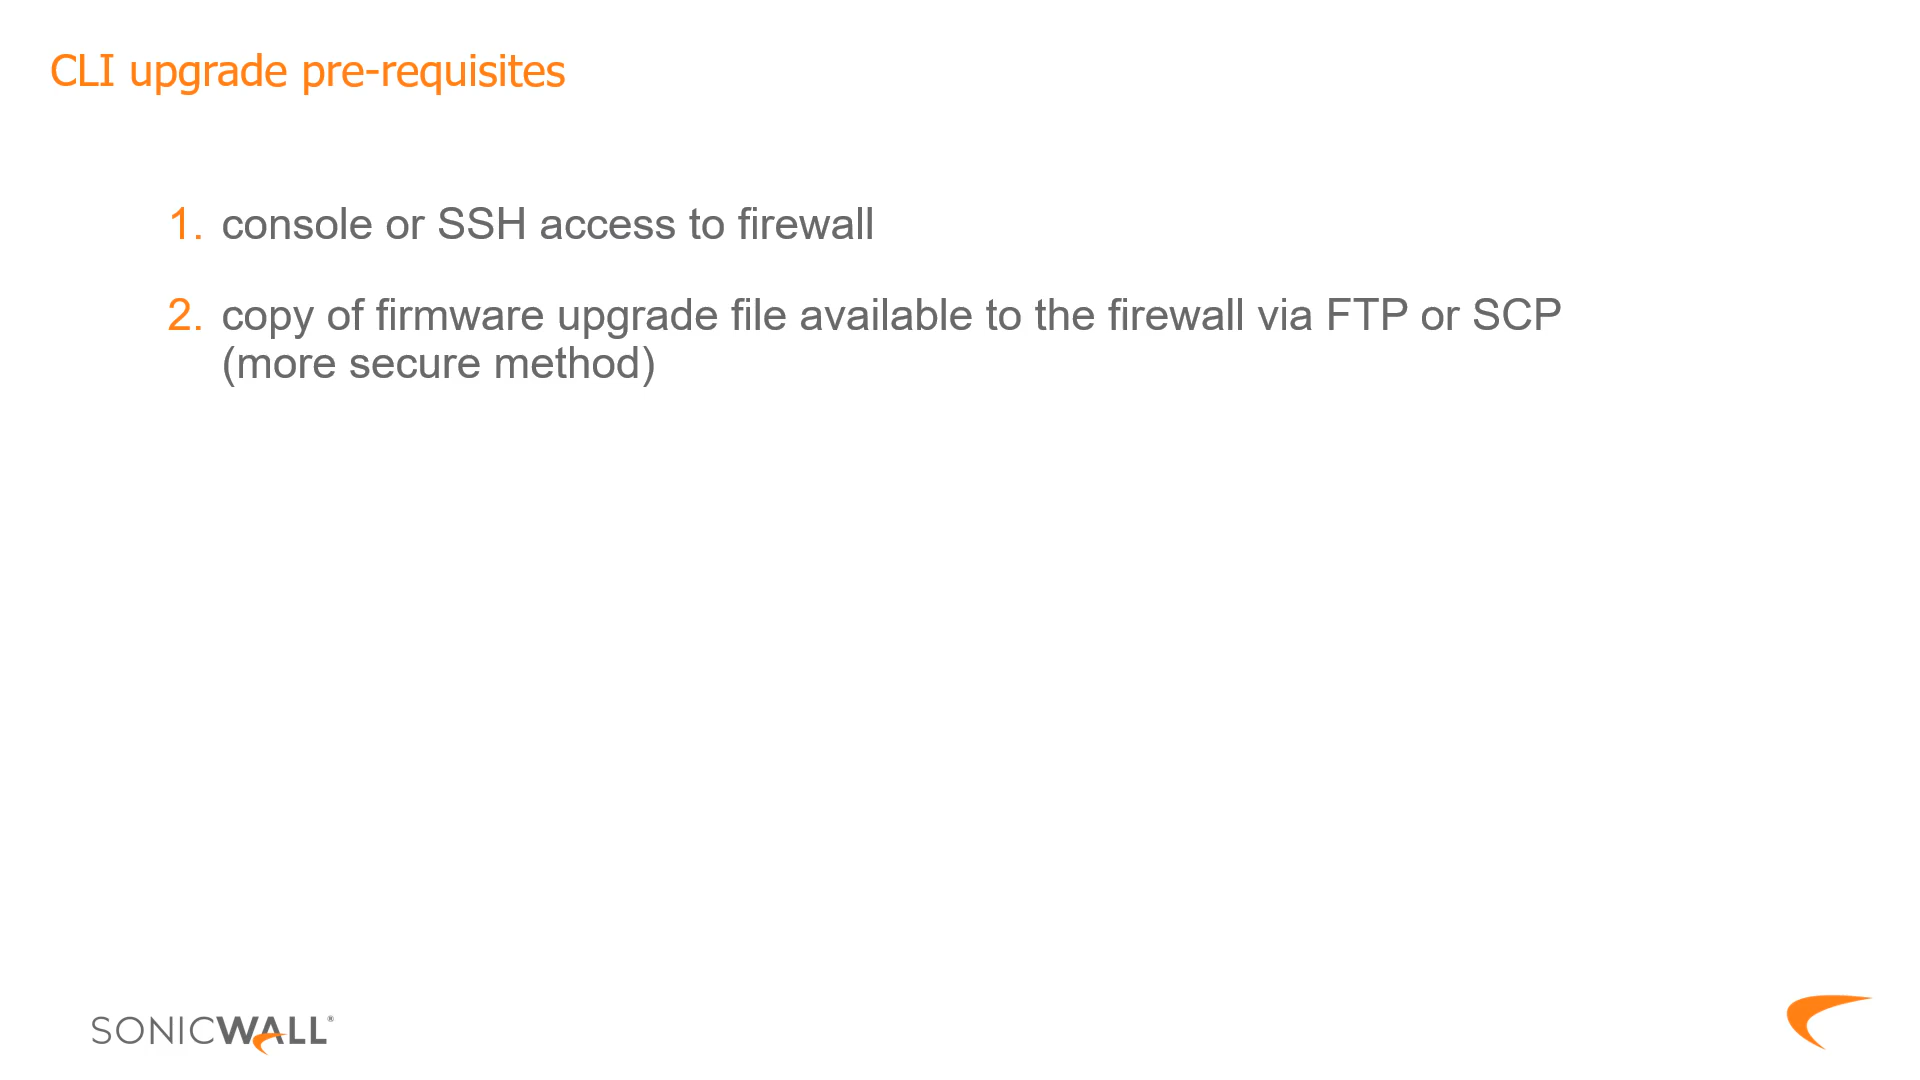 CLI upgrade pre-requisites
1. console or SSH access to firewall
2. copy of firmware upgrade file available to the firewall via FTP or SCP
(more secure method)
SONICWALL®